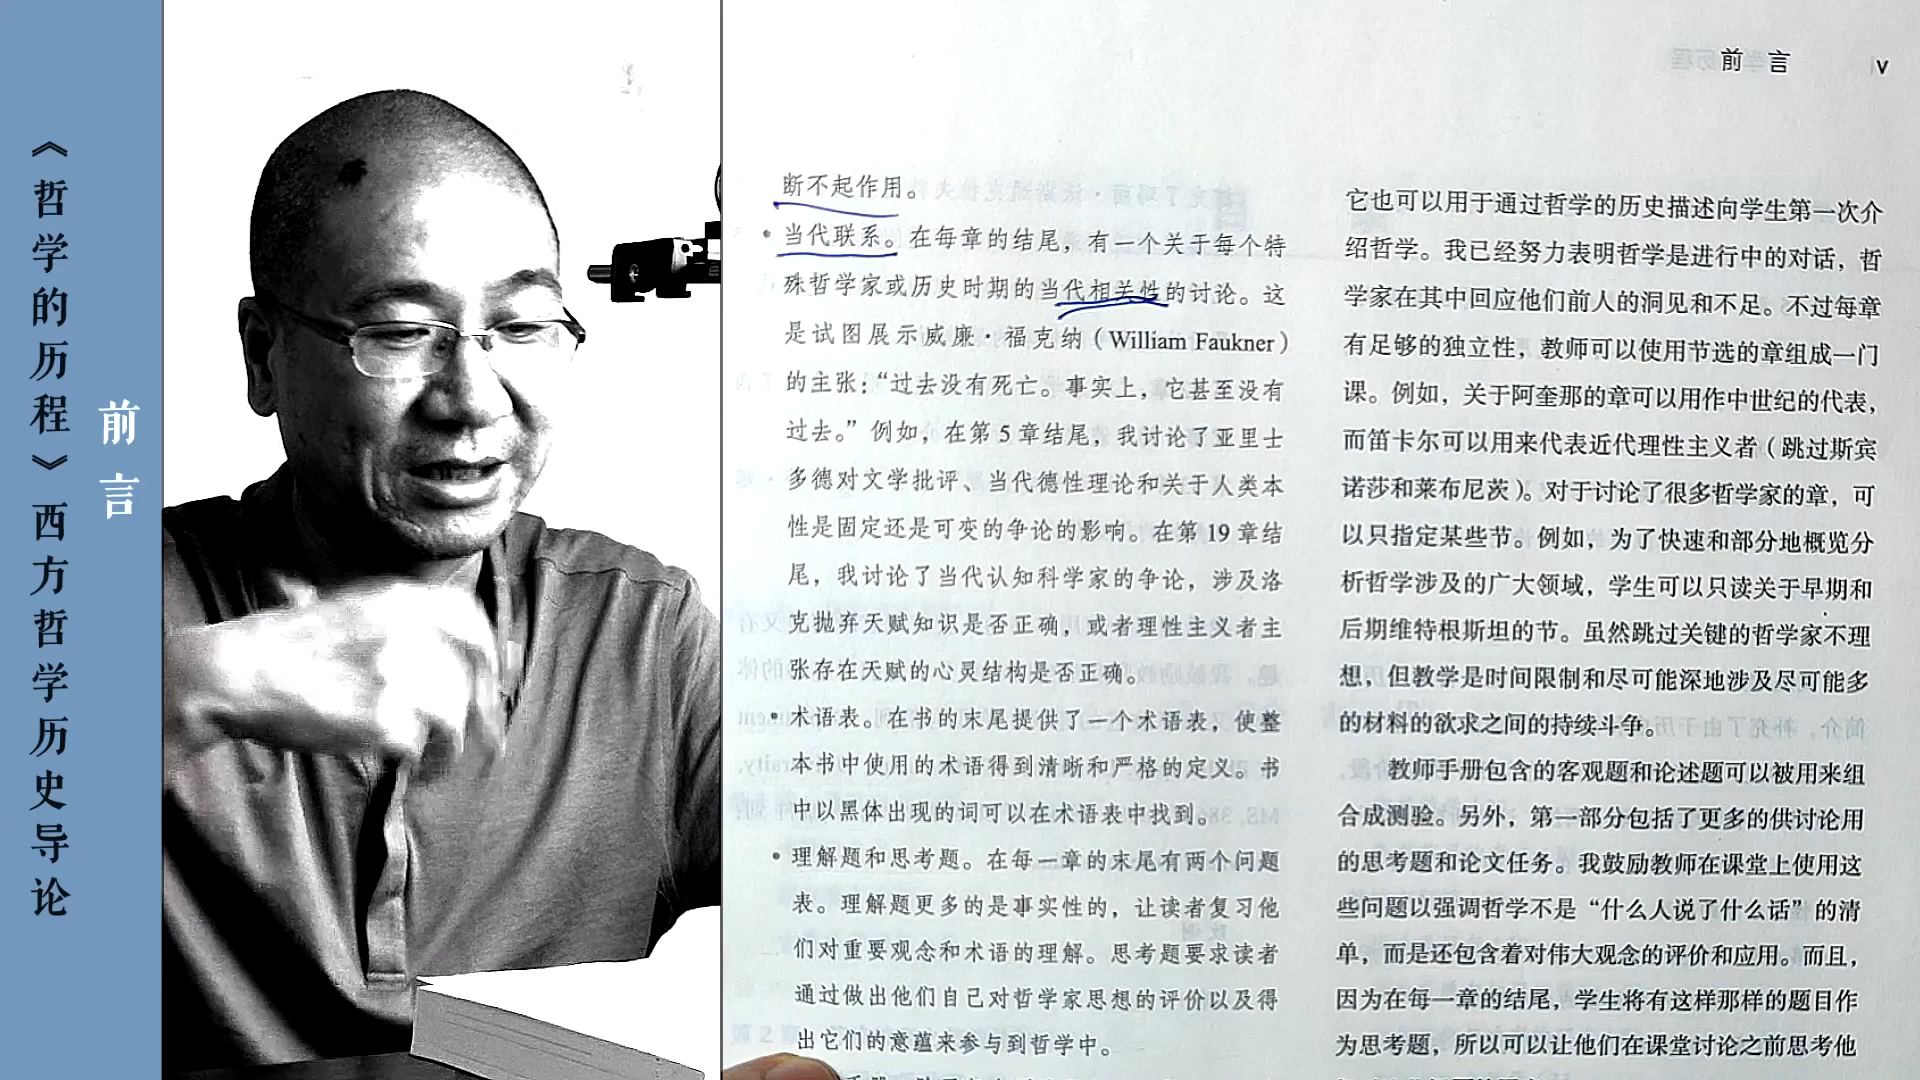 《哲学的历程》西方哲学历史导论
前言
前 言
v
断不起作用。
• 当代联系。在每章的结尾，有一个关于每个特
殊哲学家或历史时期的当代相关性的讨论。这
是试图展示威廉·福克纳（William Faukner）
的主张：“过去没有死亡。事实上，它甚至没有
过去。”例如，在第 5 章结尾，我讨论了亚里士
多德对文学批评、当代德性理论和关于人类本
性是固定还是可变的争论的影响。在第 19 章结
尾，我讨论了当代认知科学家的争论，涉及洛
克抛弃天赋知识是否正确，或者理性主义者主
张存在天赋的心灵结构是否正确。
• 术语表。在书的末尾提供了一个术语表，使整
本书中使用的术语得到清晰和严格的定义。书
中以黑体出现的词可以在术语表中找到。
• 理解题和思考题。在每一章的末尾有两个问题
表。理解题更多的是事实性的，让读者复习他
们对重要观念和术语的理解。思考题要求读者
通过做出他们自己对哲学家思想的评价以及得
出它们的意蕴来参与到哲学中。
它也可以用于通过哲学的历史描述向学生第一次介
绍哲学。我已经努力表明哲学是进行中的对话，哲
学家在其中回应他们前人的洞见和不足。不过每章
有足够的独立性，教师可以使用节选的章组成一门
课。例如，关于阿奎那的章可以用作中世纪的代表，
而笛卡尔可以用来代表近代理性主义者（跳过斯宾
诺莎和莱布尼茨）。对于讨论了很多哲学家的章，可
以只指定某些节。例如，为了快速和部分地概览分
析哲学涉及的广大领域，学生可以只读关于早期和
后期维特根斯坦的节。虽然跳过关键的哲学家不理
想，但教学是时间限制和尽可能深地涉及尽可能多
的材料的欲求之间的持续斗争。
教师手册包含的客观题和论述题可以被用来组
合成测验。另外，第一部分包括了更多的供讨论用
的思考题和论文任务。我鼓励教师在课堂上使用这
些问题以强调哲学不是“什么人说了什么话”的清
单，而是还包含着对伟大观念的评价和应用。而且，
因为在每一章的结尾，学生将有这样那样的题目作
为思考题，所以可以让他们在课堂讨论之前思考他